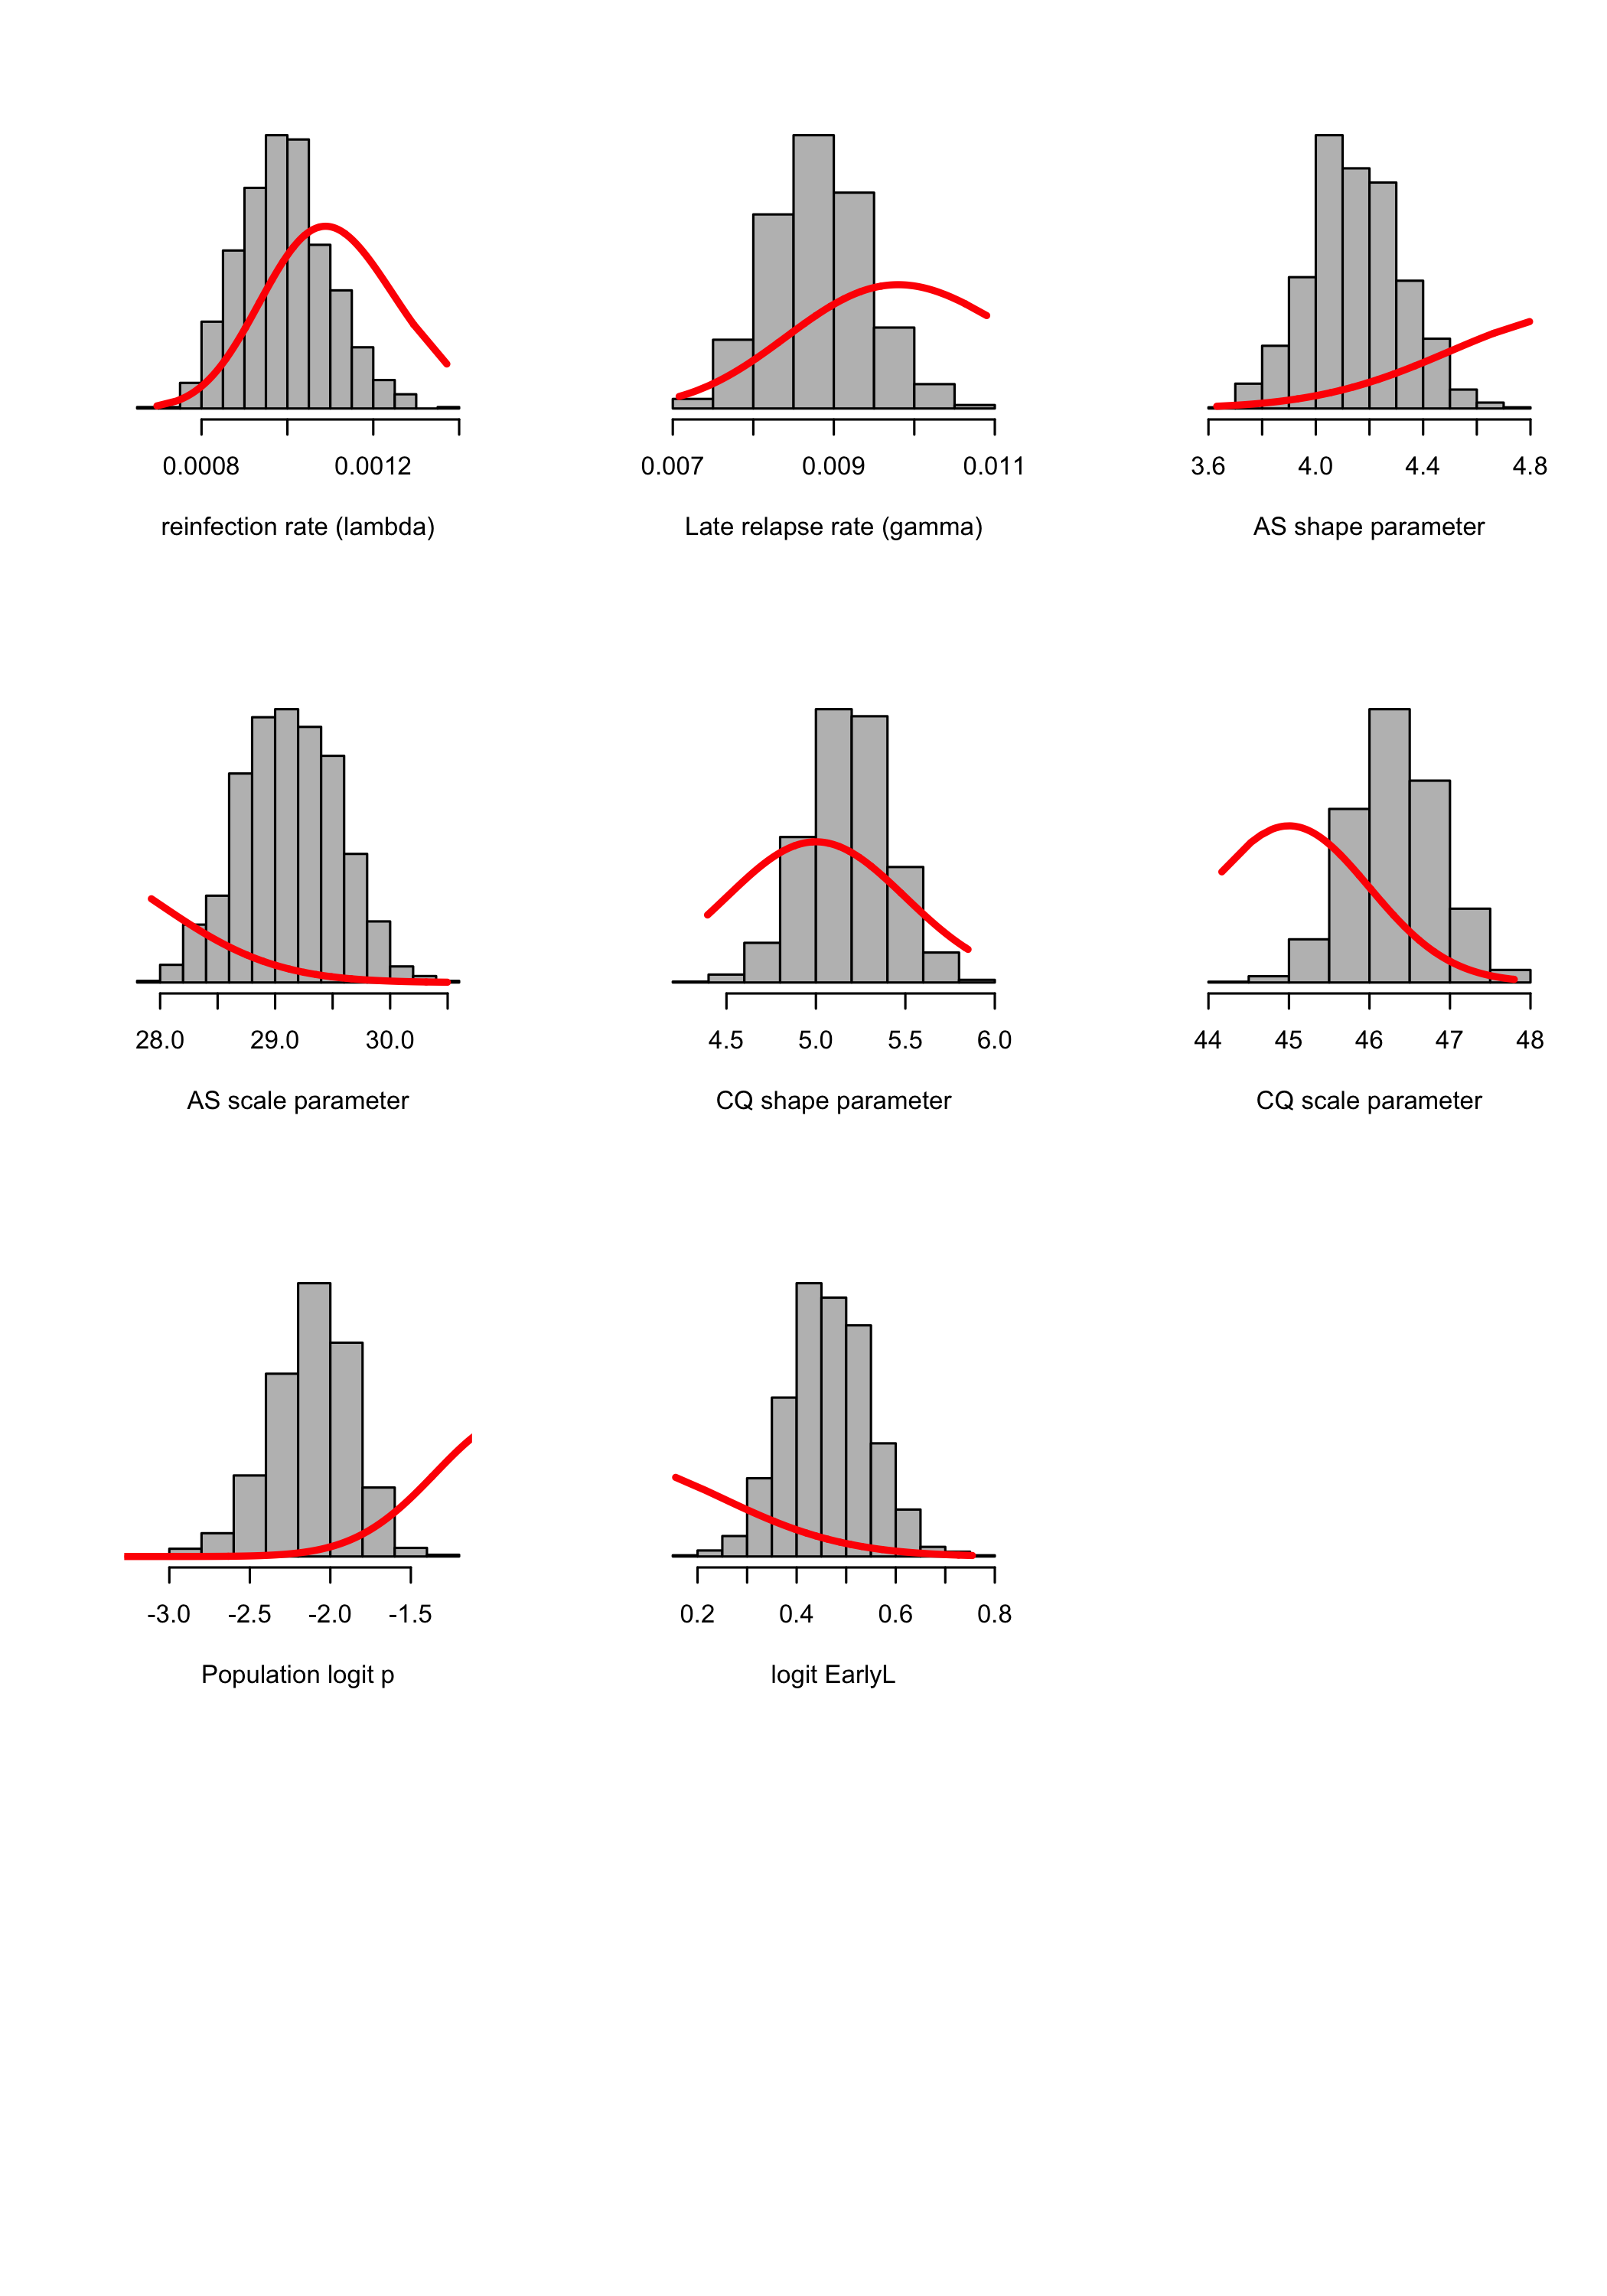 0.0008 0.0012
reinfection rate (lambda)
0.007 0.009 0.011
Late relapse rate (gamma)
3.6 4.0 4.4 4.8
AS shape parameter
28.0 29.0 30.0
AS scale parameter
4.5 5.0 5.5 6.0
CQ shape parameter
44 45 46 47 48
CQ scale parameter
-3.0 -2.5 -2.0 -1.5
Population logit p
0.2 0.4 0.6 0.8
logit EarlyL